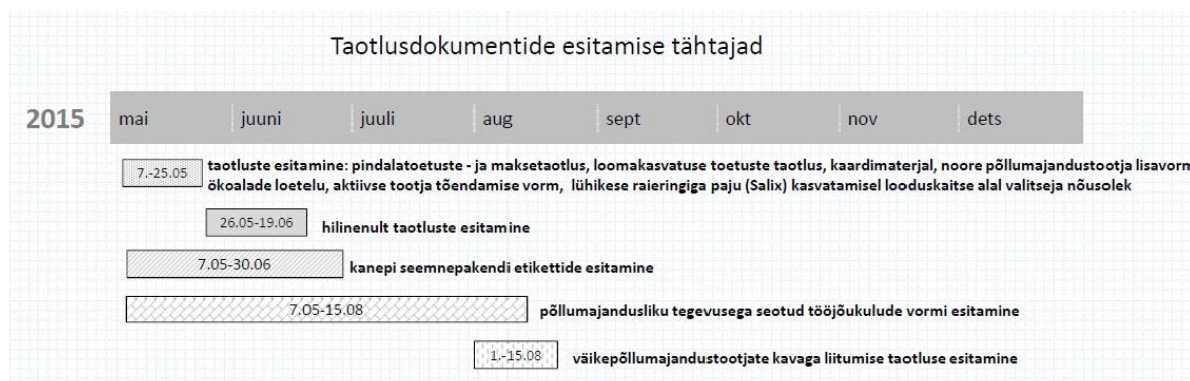 Taotlusdokumentide esitamise tähtajad
2015 mai juuni juuli aug sept okt nov dets
7.-25.05 taotluste esitamine: pindalatoetuste - ja maksetaotlus, loomakasvatuse toetuste taotlus, kaardimaterjal, noore põllumajandustootja lisavorm
ökoalade loetelu, aktiivse tootja tõendamise vorm, lühikese raieringiga paju (Salix) kasvatamisel looduskaitse alal valitseja nõusolek
26.05-19.06 hilinenult taotluste esitamine
7.05-30.06 kanepi seemnepakendi etikettide esitamine
7.05-15.08 põllumajandusliku tegevusega seotud tööjõukulude vormi esitamine
1.-15.08 väikepõllumajandustootjate kavaga liitumise taotluse esitamine